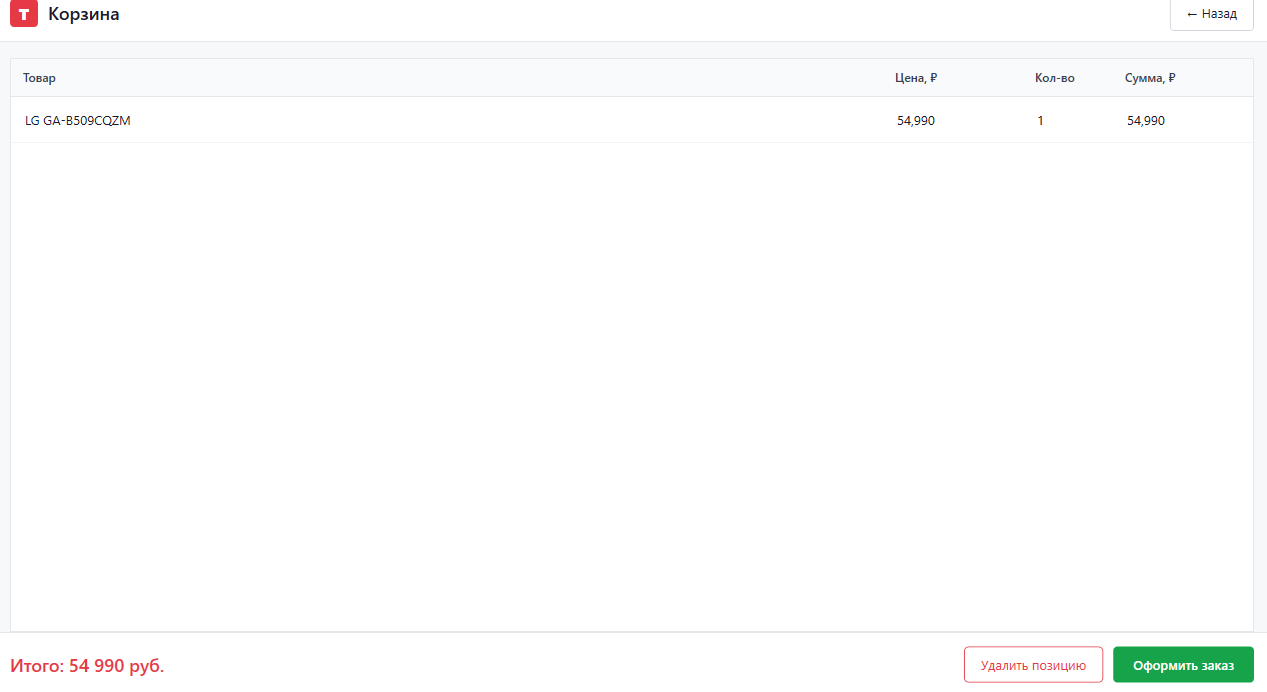 Т Корзина ← Назад
Товар Цена, ₽ Кол-во Сумма, ₽
LG GA-B509CQZM 54,990 1 54,990
Итого: 54 990 руб. Удалить позицию Оформить заказ